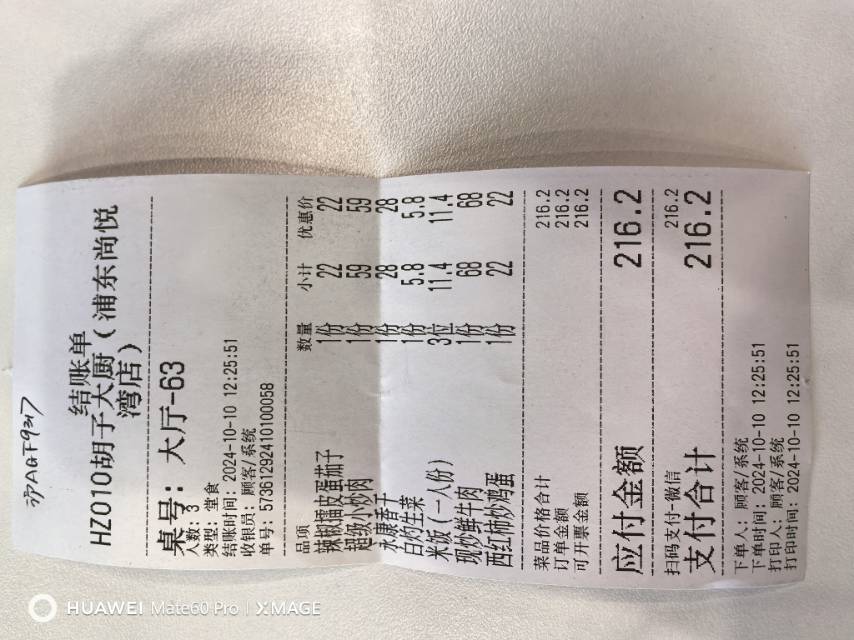 沪AGF9317
结账单
HZ010胡子大厨（浦东尚悦
湾店）
桌号：大厅-63
人数：3
类型：堂食
结账时间：2024-10-10 12:25:51
收银员：顾客/系统
单号：573612924101000​58
品项 数量 小计 优惠价
辣椒擂皮蛋茄子 1份 22 22
超级小炒肉 1份 59 59
永康香干 1份 28 28
白灼生菜 1份 5.8 5.8
米饭（一人份） 3位 11.4 11.4
现炒鲜牛肉 1份 68 68
西红柿炒鸡蛋 1份 22 22
菜品价格合计 216.2
订单金额 216.2
可开票金额 216.2
应付金额 216.2
扫码支付-微信 216.2
支付合计 216.2
下单人：顾客/系统
下单时间：2024-10-10 12:25:51
打印人：顾客/系统
打印时间：2024-10-10 12:25:51
HUAWEI Mate60 Pro | XMAGE